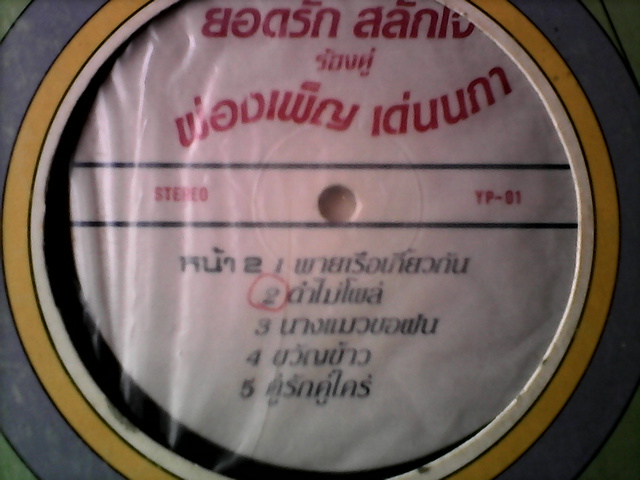 ยอดรัก สลักใจ
ร้องคู่
ผ่องเพ็ญ เด่นนภา
STEREO YP-01
หน้า 2 1 พายเรือเกี้ยวกัน
2 ดำไม่โผล่
3 นางแมวขอฝน
4 ขวัญข้าว
5 คู่รักคู่ใคร่